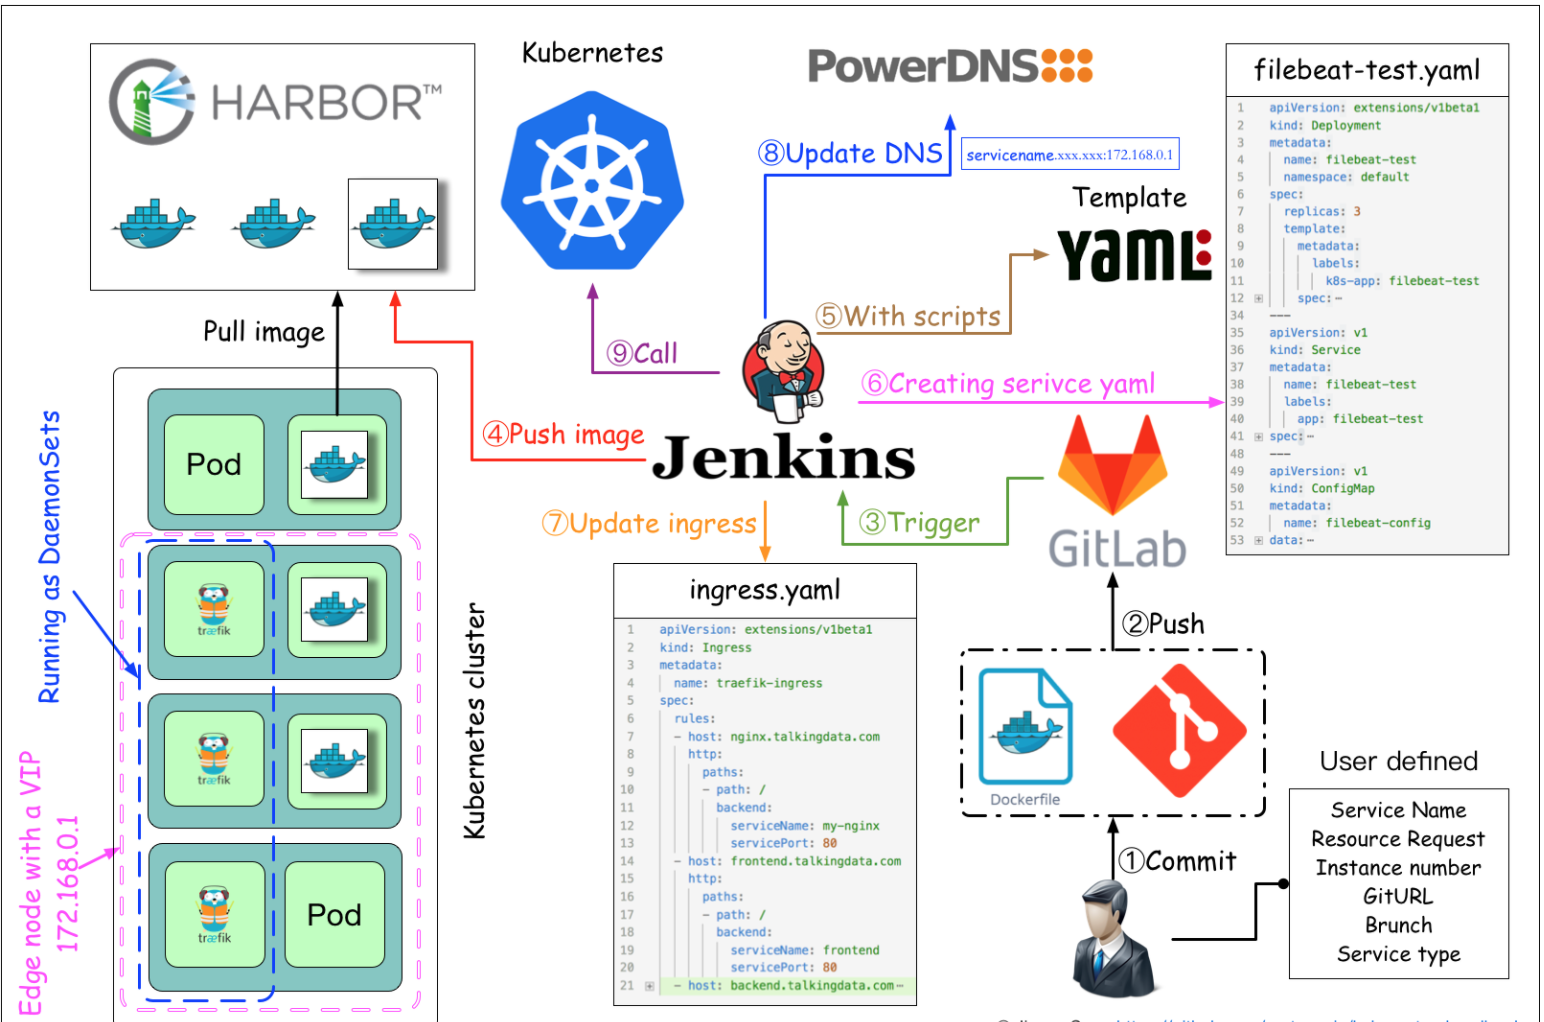 HARBOR™
Kubernetes
PowerDNS
⑧Update DNS
servicename.xxx.xxx:172.168.0.1
Template
YAML
filebeat-test.yaml
1 apiVersion: extensions/v1beta1
2 kind: Deployment
3 metadata:
4 name: filebeat-test
5 namespace: default
6 spec:
7 replicas: 3
8 template:
9 metadata:
10 labels:
11 k8s-app: filebeat-test
12 spec:⋯
34 ---
35 apiVersion: v1
36 kind: Service
37 metadata:
38 name: filebeat-test
39 labels:
40 app: filebeat-test
41 spec:⋯
48 ---
49 apiVersion: v1
50 kind: ConfigMap
51 metadata:
52 name: filebeat-config
53 data:⋯
Pull image
⑨Call
⑤With scripts
⑥Creating serivce yaml
④Push image
Jenkins
⑦Update ingress
③Trigger
GitLab
②Push
Running as DaemonSets
Pod
træfik
træfik
træfik
Pod
Kubernetes cluster
Edge node with a VIP
172.168.0.1
ingress.yaml
1 apiVersion: extensions/v1beta1
2 kind: Ingress
3 metadata:
4 name: traefik-ingress
5 spec:
6 rules:
7 - host: nginx.talkingdata.com
8 http:
9 paths:
10 - path: /
11 backend:
12 serviceName: my-nginx
13 servicePort: 80
14 - host: frontend.talkingdata.com
15 http:
16 paths:
17 - path: /
18 backend:
19 serviceName: frontend
20 servicePort: 80
21 - host: backend.talkingdata.com⋯
Dockerfile
①Commit
User defined
Service Name
Resource Request
Instance number
GitURL
Brunch
Service type